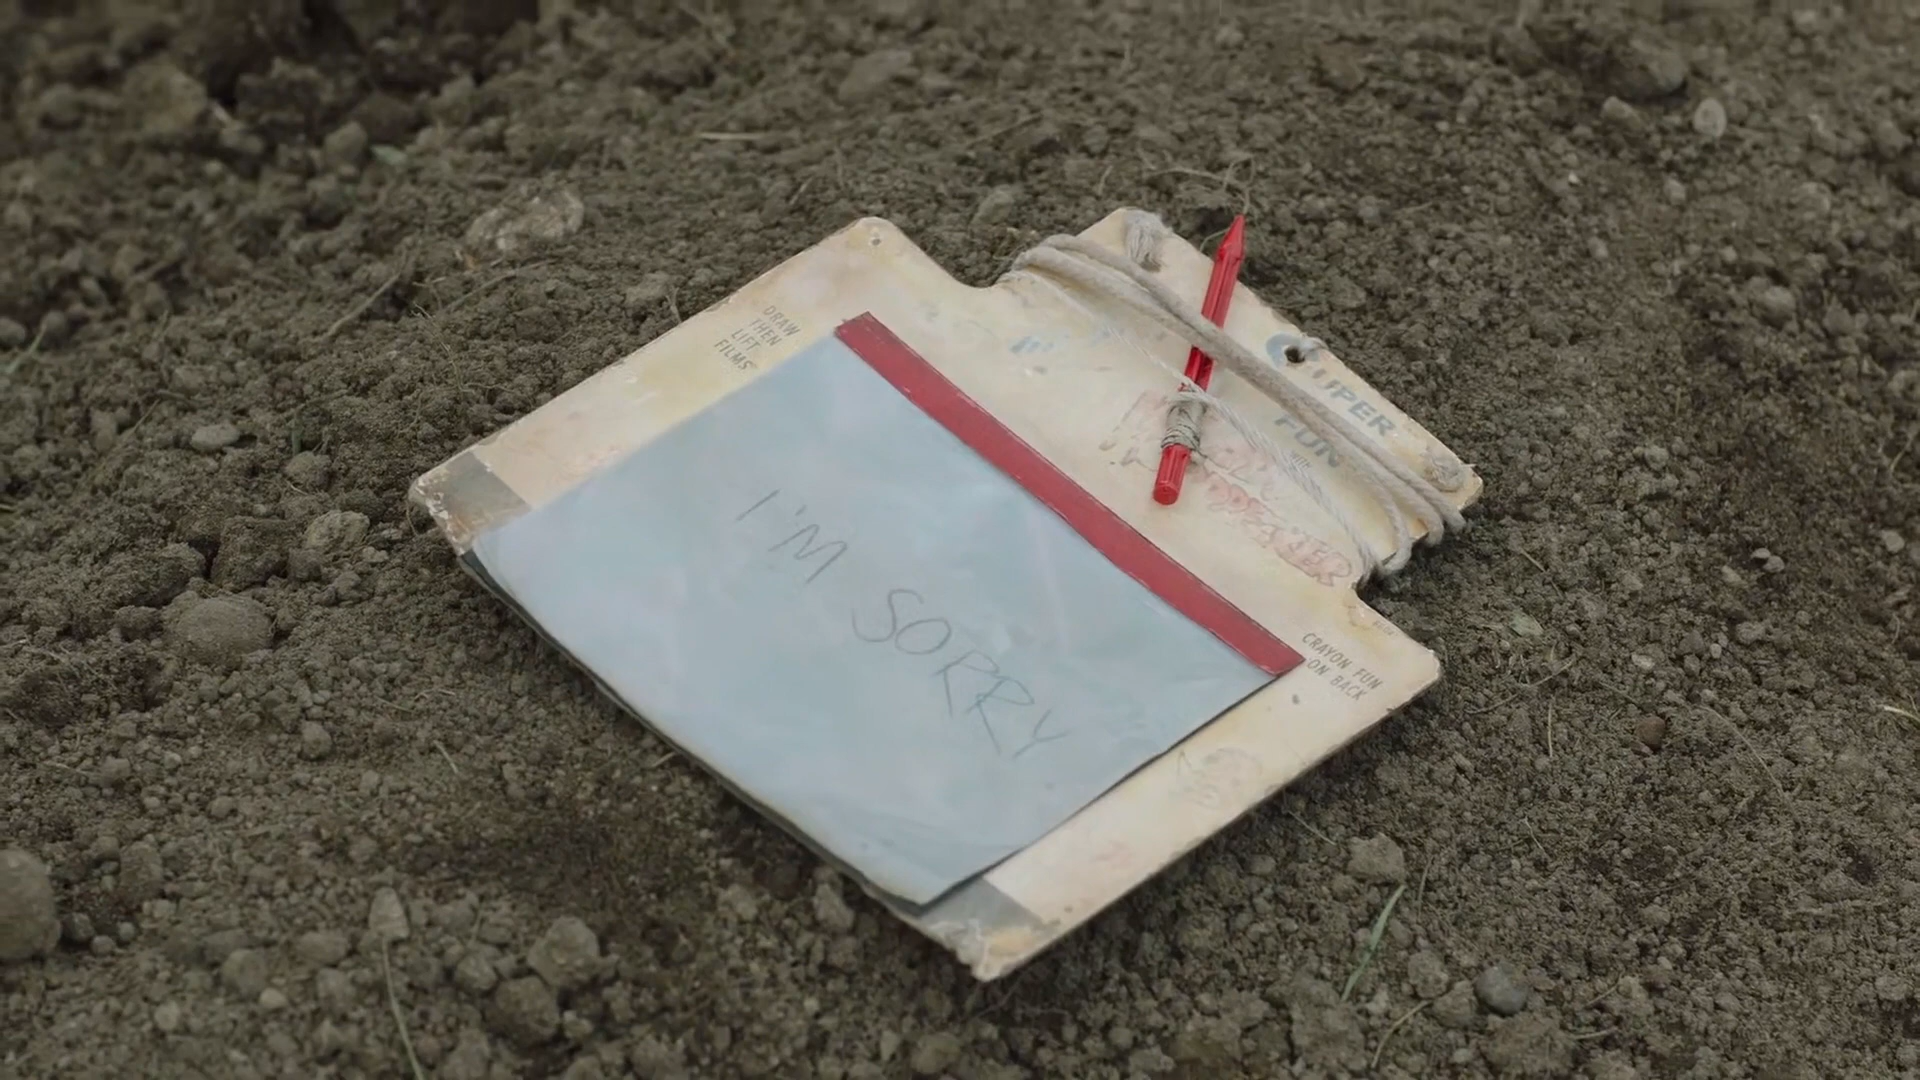 DRAW
THEN
LIFT
FILMS
SUPER
FUN
I'M SORRY
CRAYON FUN
ON BACK